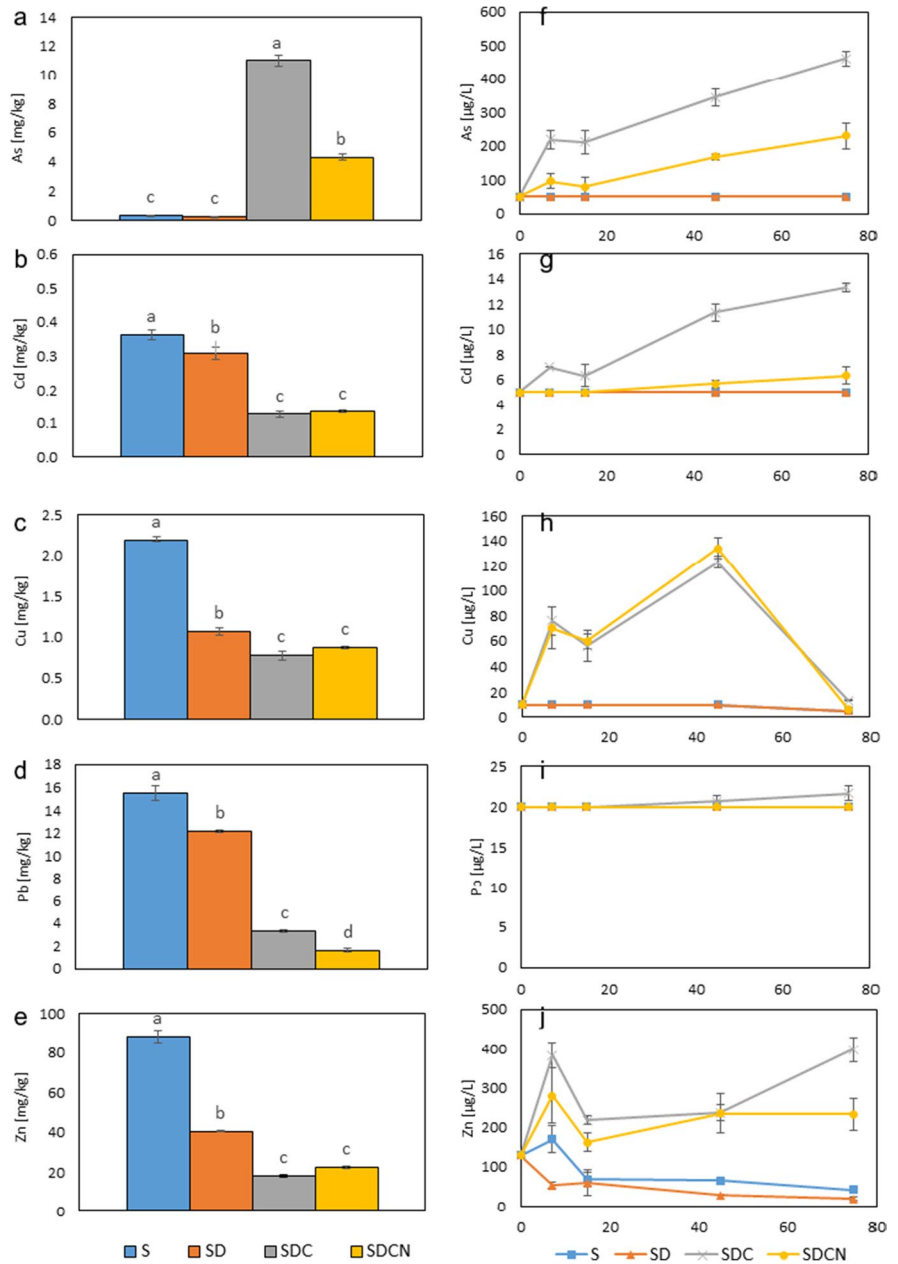 a
As [mg/kg]
14
12
10
8
6
4
2
0
c
c
a
b
f
As [µg/L]
600
500
400
300
200
100
0
0 20 40 60 80
b
Cd [mg/kg]
0.6
0.5
0.4
0.3
0.2
0.1
0.0
a
b
c
c
g
Cd [µg/L]
16
14
12
10
8
6
4
2
0
0 20 40 60 80
c
Cu [mg/kg]
2.5
2.0
1.5
1.0
0.5
0.0
a
b
c
c
h
Cu [µg/L]
160
140
120
100
80
60
40
20
0
0 20 40 60 80
d
Pb [mg/kg]
18
16
14
12
10
8
6
4
2
0
a
b
c
d
i
Pb [µg/L]
25
20
15
10
5
0
0 20 40 60 80
e
Zn [mg/kg]
100
80
60
40
20
0
a
b
c
c
j
Zn [µg/L]
500
400
300
200
100
0
0 20 40 60 80
S SD SDC SDCN
S SD SDC SDCN